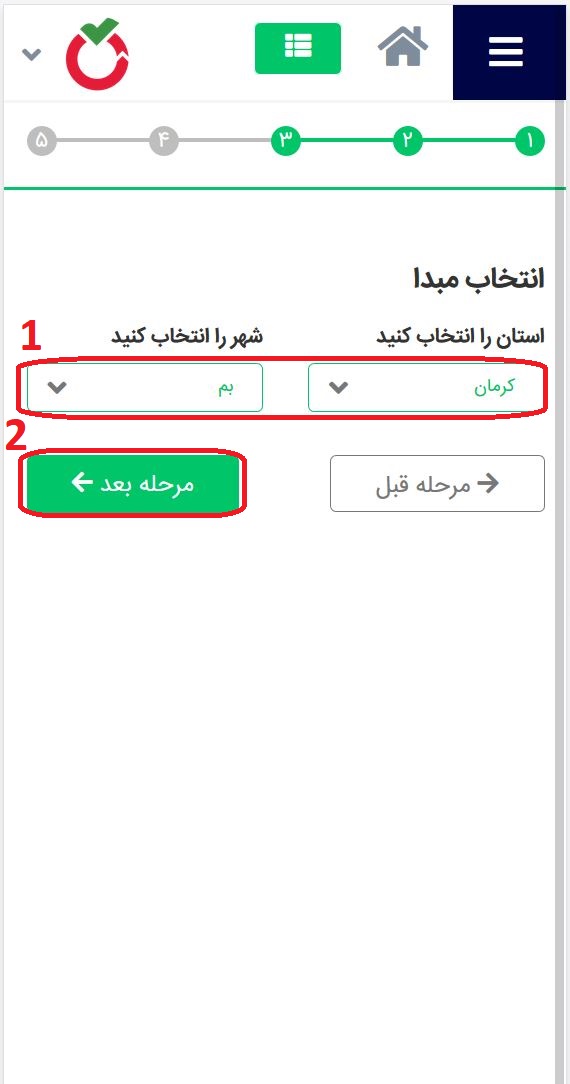 ۱ ۲ ۳ ۴ ۵
انتخاب مبدا
استان را انتخاب کنید شهر را انتخاب کنید 1
کرمان بم
2
مرحله قبل مرحله بعد